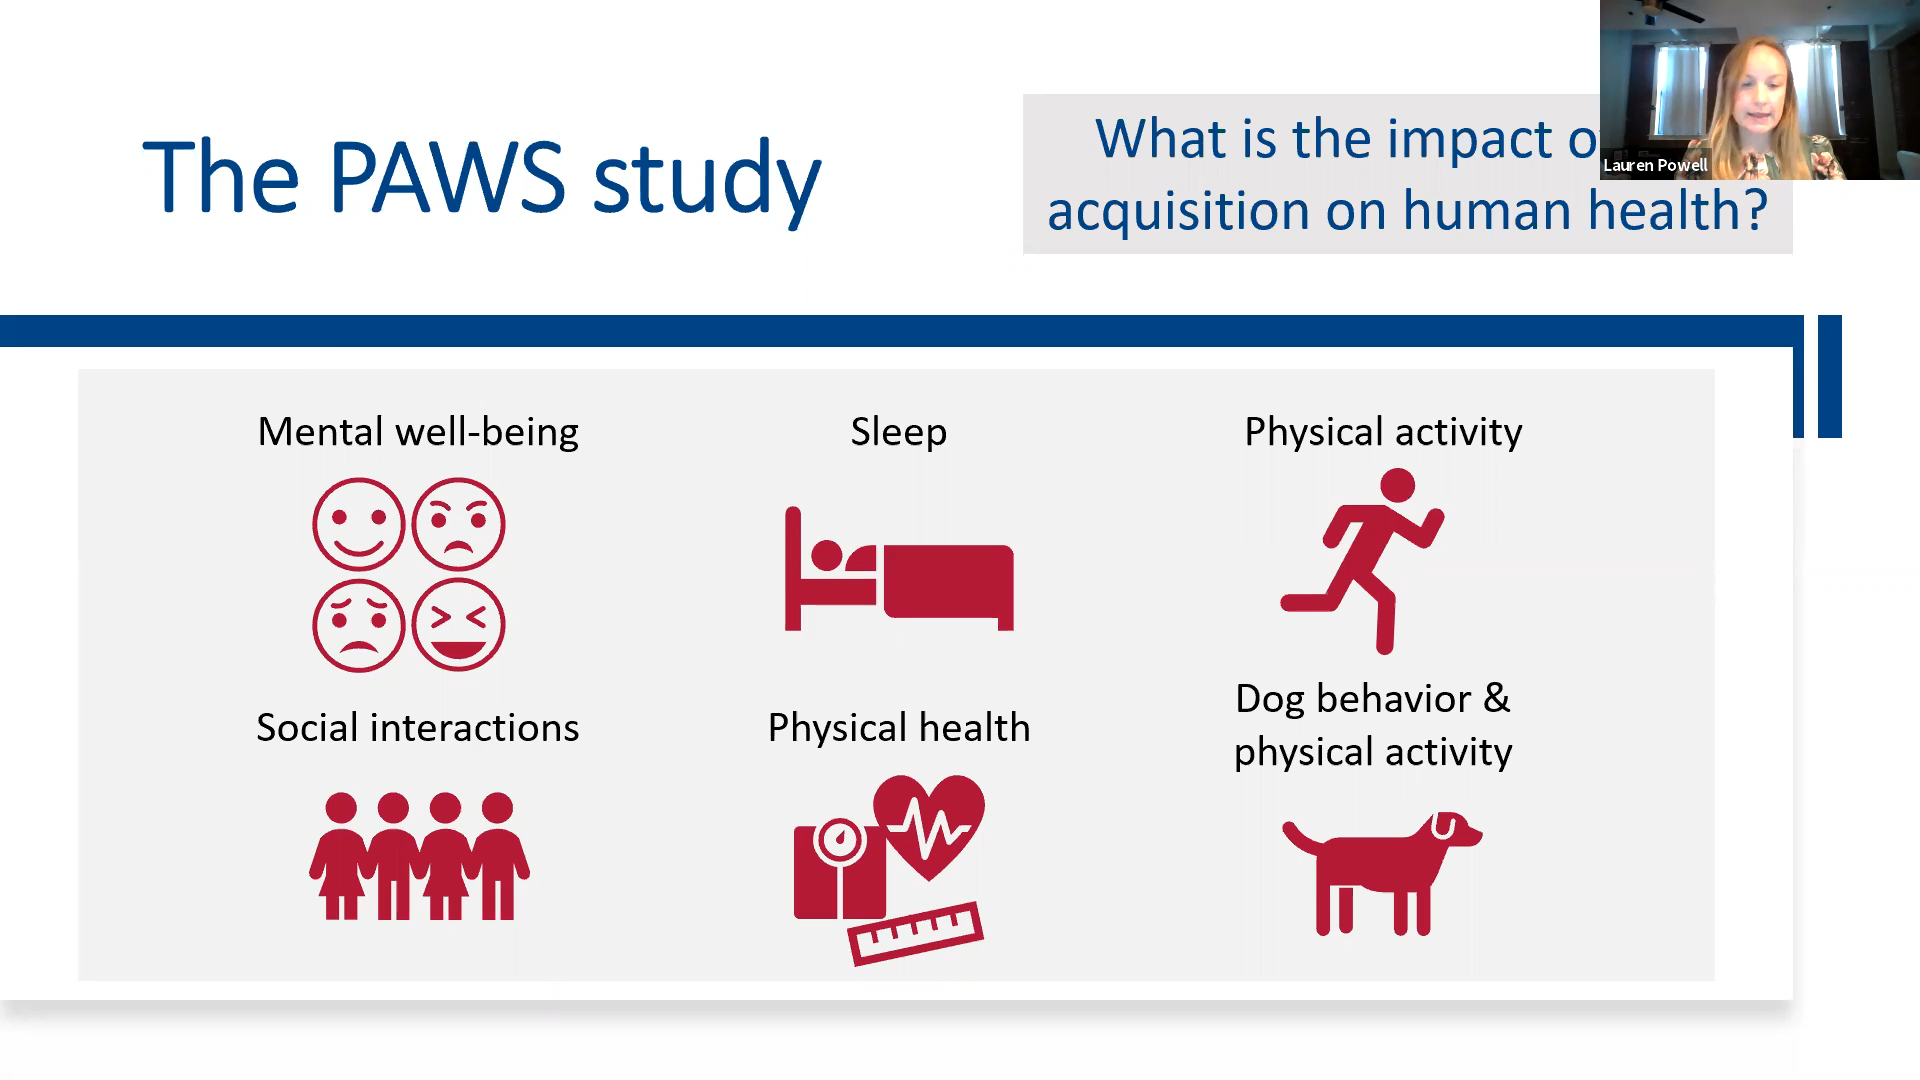 The PAWS study
What is the impact
acquisition on human health?
Lauren Powell
Mental well-being
Sleep
Physical activity
Social interactions
Physical health
Dog behavior &
physical activity